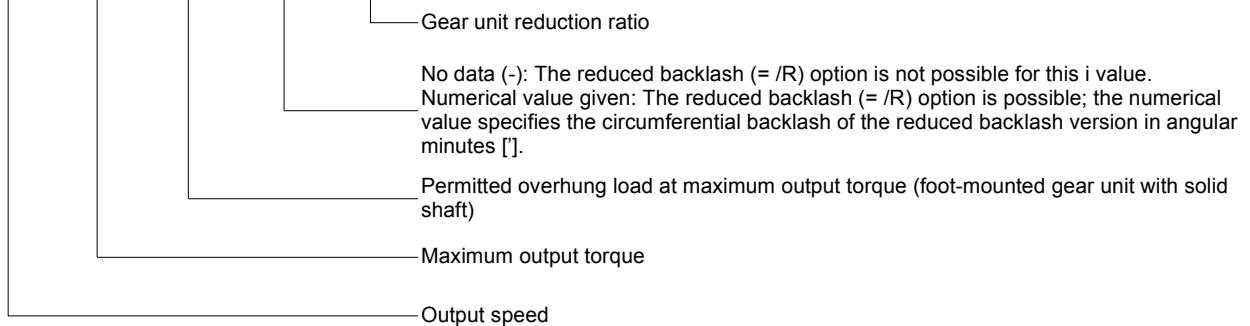 Gear unit reduction ratio
No data (-): The reduced backlash (= /R) option is not possible for this i value.
Numerical value given: The reduced backlash (= /R) option is possible; the numerical
value specifies the circumferential backlash of the reduced backlash version in angular
minutes ['].
Permitted overhung load at maximum output torque (foot-mounted gear unit with solid
shaft)
Maximum output torque
Output speed